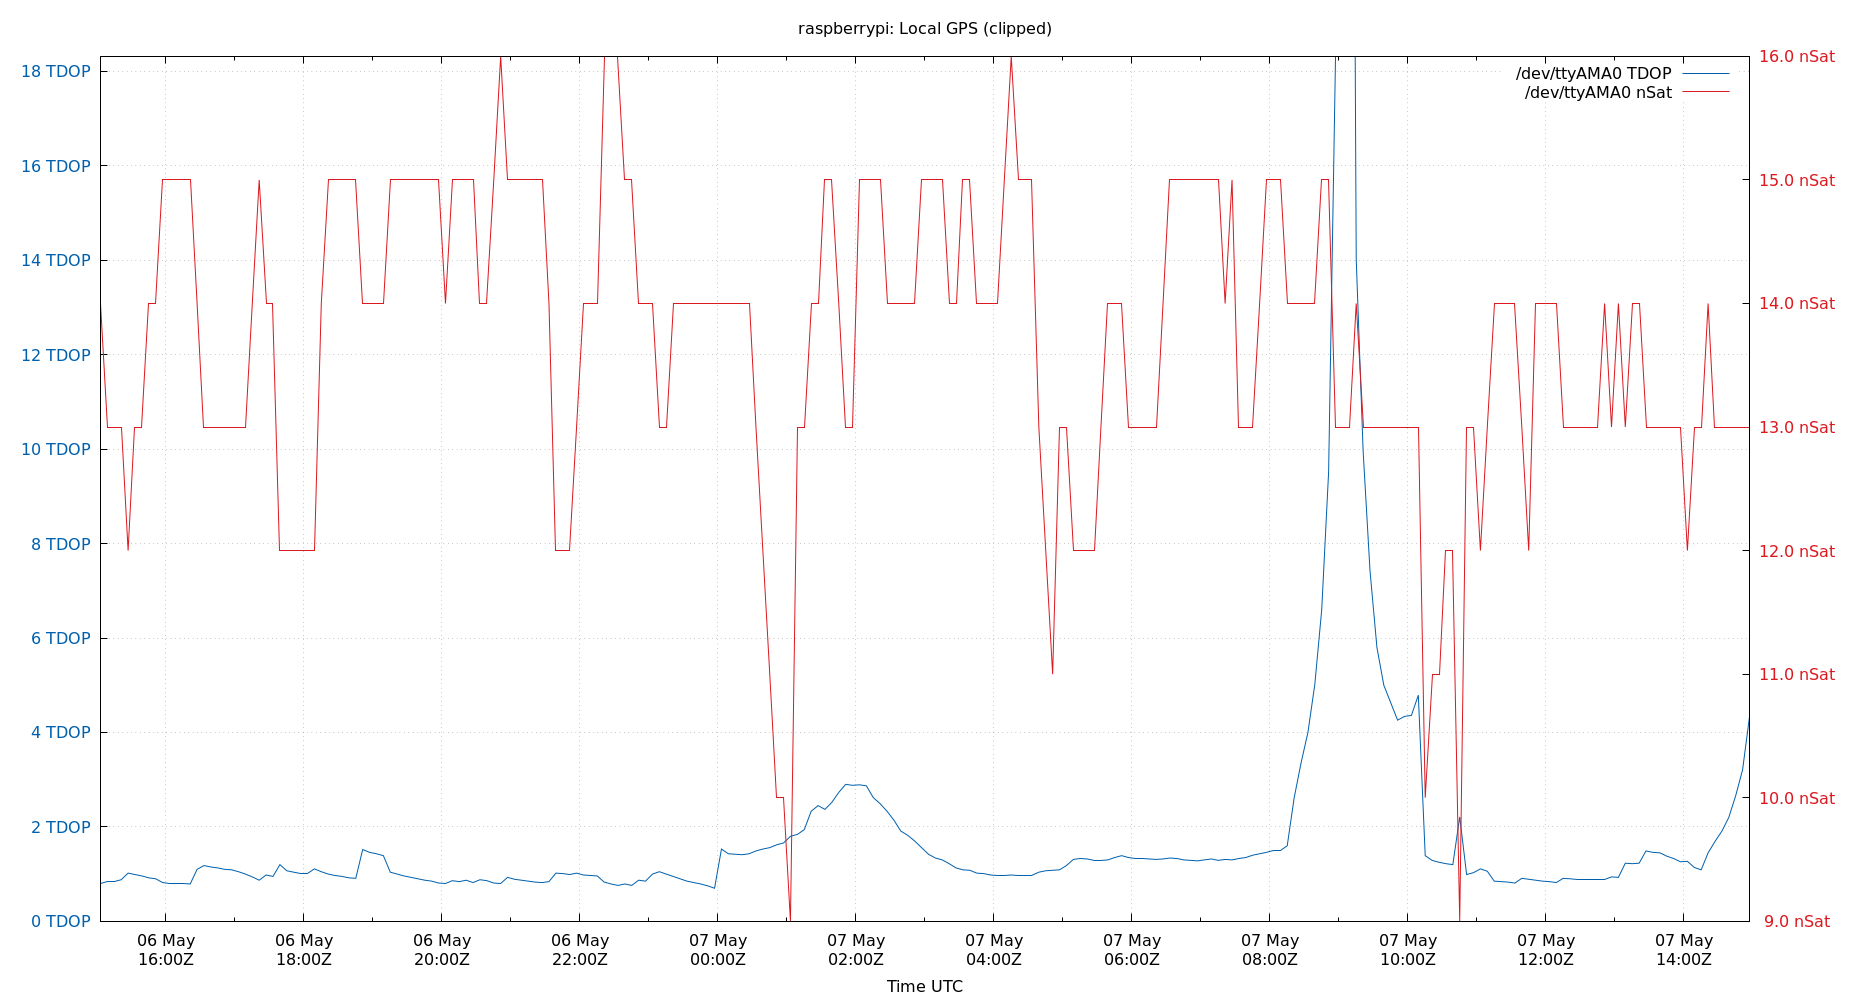 raspberrypi: Local GPS (clipped)
18 TDOP
16 TDOP
14 TDOP
12 TDOP
10 TDOP
8 TDOP
6 TDOP
4 TDOP
2 TDOP
0 TDOP
16.0 nSat
15.0 nSat
14.0 nSat
13.0 nSat
12.0 nSat
11.0 nSat
10.0 nSat
9.0 nSat
/dev/ttyAMA0 TDOP
/dev/ttyAMA0 nSat
06 May
16:00Z
06 May
18:00Z
06 May
20:00Z
06 May
22:00Z
07 May
00:00Z
07 May
02:00Z
07 May
04:00Z
07 May
06:00Z
07 May
08:00Z
07 May
10:00Z
07 May
12:00Z
07 May
14:00Z
Time UTC